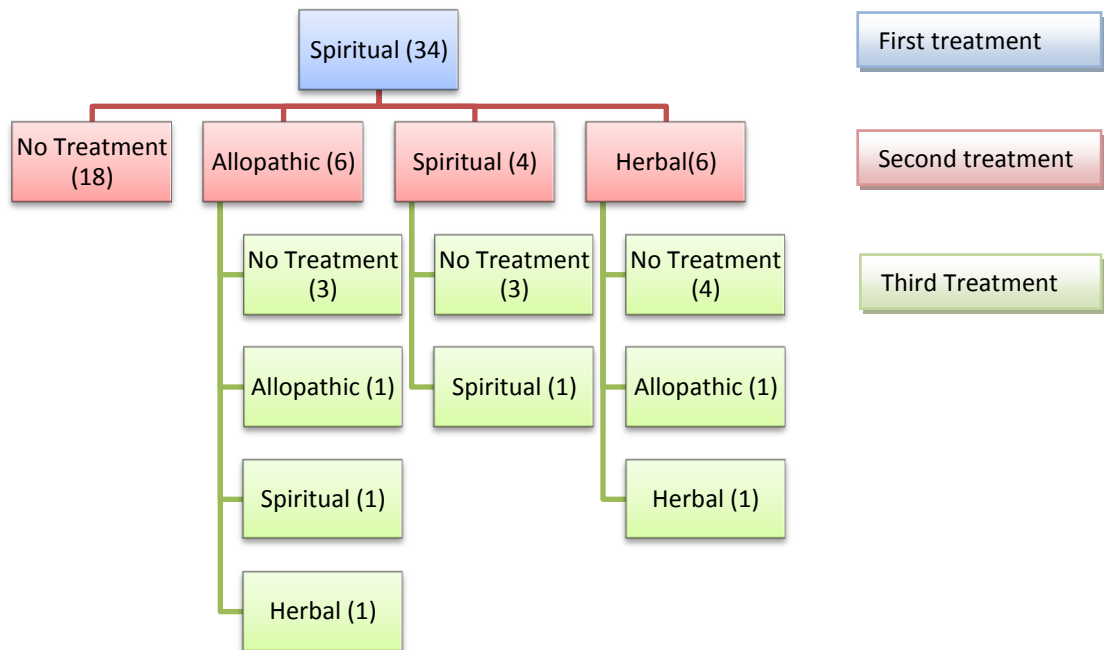 Spiritual (34)
First treatment
No Treatment
(18)
Allopathic (6)
Spiritual (4)
Herbal(6)
Second treatment
No Treatment
(3)
No Treatment
(3)
No Treatment
(4)
Third Treatment
Allopathic (1)
Spiritual (1)
Allopathic (1)
Spiritual (1)
Herbal (1)
Herbal (1)